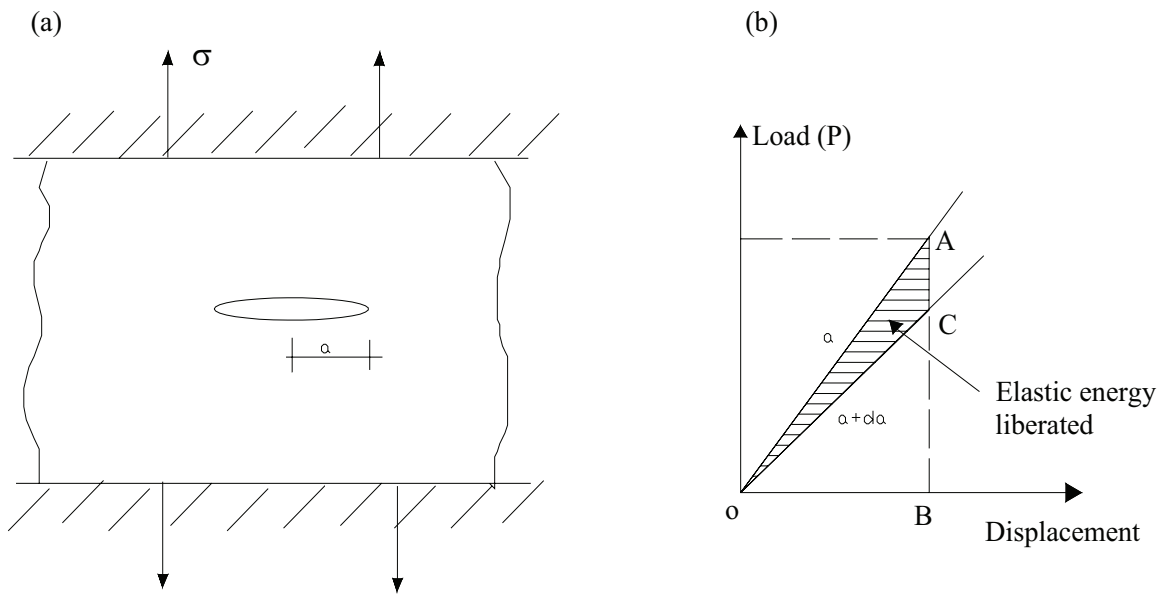 (a)
σ
a
(b)
Load (P)
A
C
a
a+da
Elastic energy
liberated
o
B
Displacement